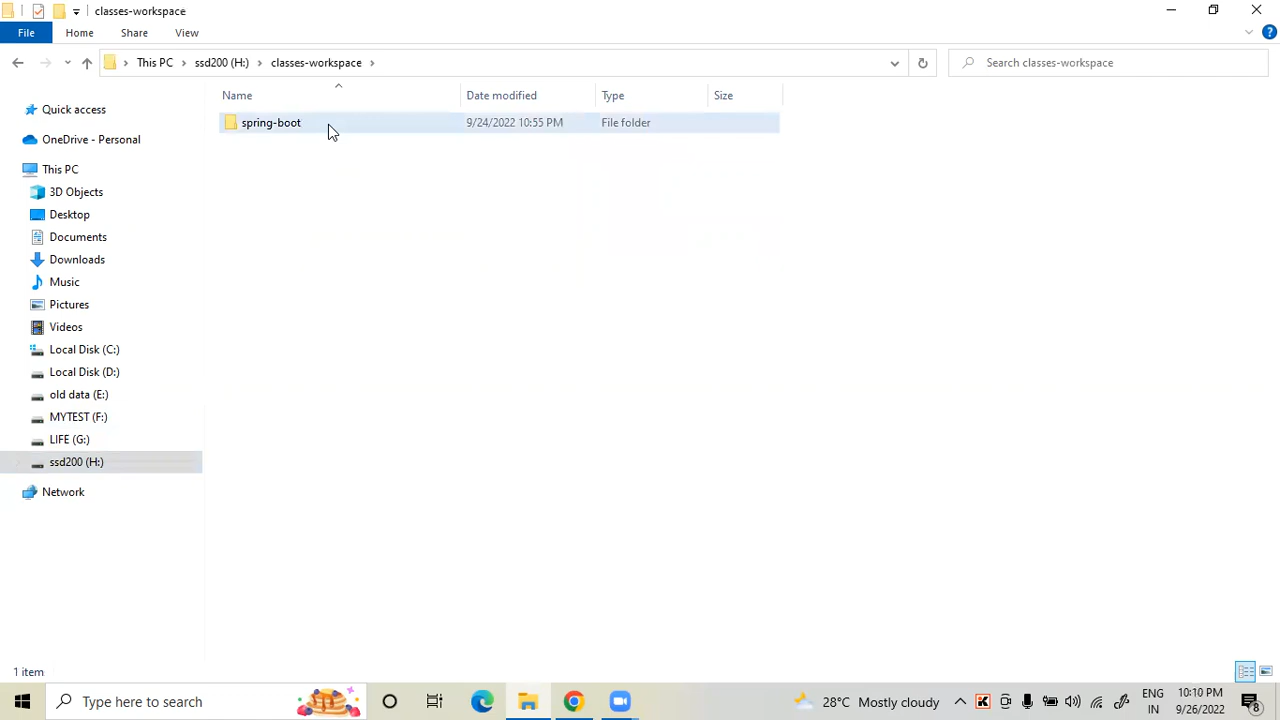 classes-workspace
File Home Share View
This PC ssd200 (H:) classes-workspace
Search classes-workspace
Name Date modified Type Size
spring-boot 9/24/2022 10:55 PM File folder
Quick access
OneDrive - Personal
This PC
3D Objects
Desktop
Documents
Downloads
Music
Pictures
Videos
Local Disk (C:)
Local Disk (D:)
old data (E:)
MYTEST (F:)
LIFE (G:)
ssd200 (H:)
Network
1 item
Type here to search
28°C Mostly cloudy
K
ENG
IN
10:10 PM
9/26/2022
8